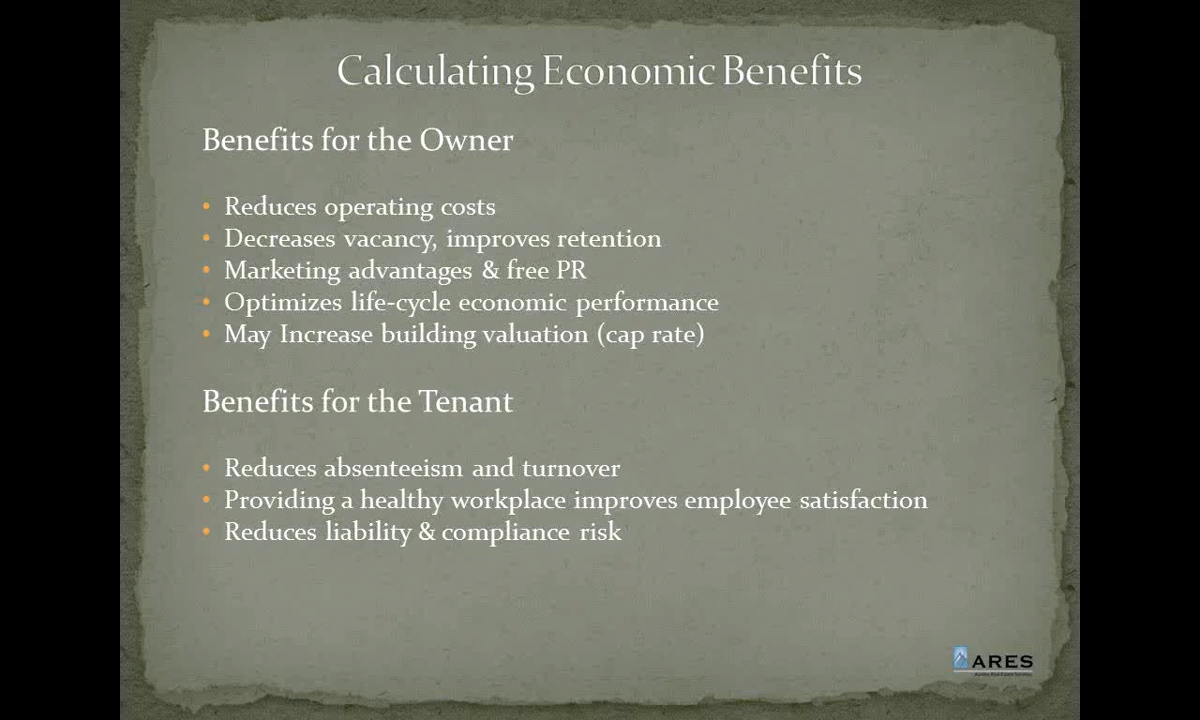 Calculating Economic Benefits
Benefits for the Owner
• Reduces operating costs
• Decreases vacancy, improves retention
• Marketing advantages & free PR
• Optimizes life-cycle economic performance
• May Increase building valuation (cap rate)
Benefits for the Tenant
• Reduces absenteeism and turnover
• Providing a healthy workplace improves employee satisfaction
• Reduces liability & compliance risk
ARES